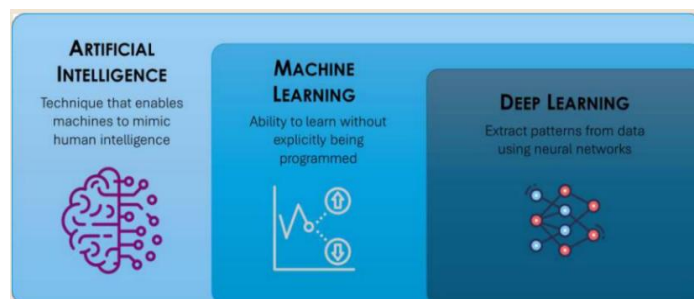 ARTIFICIAL
INTELLIGENCE
Technique that enables
machines to mimic
human intelligence
MACHINE
LEARNING
Ability to learn without
explicitly being
programmed
DEEP LEARNING
Extract patterns from data
using neural networks